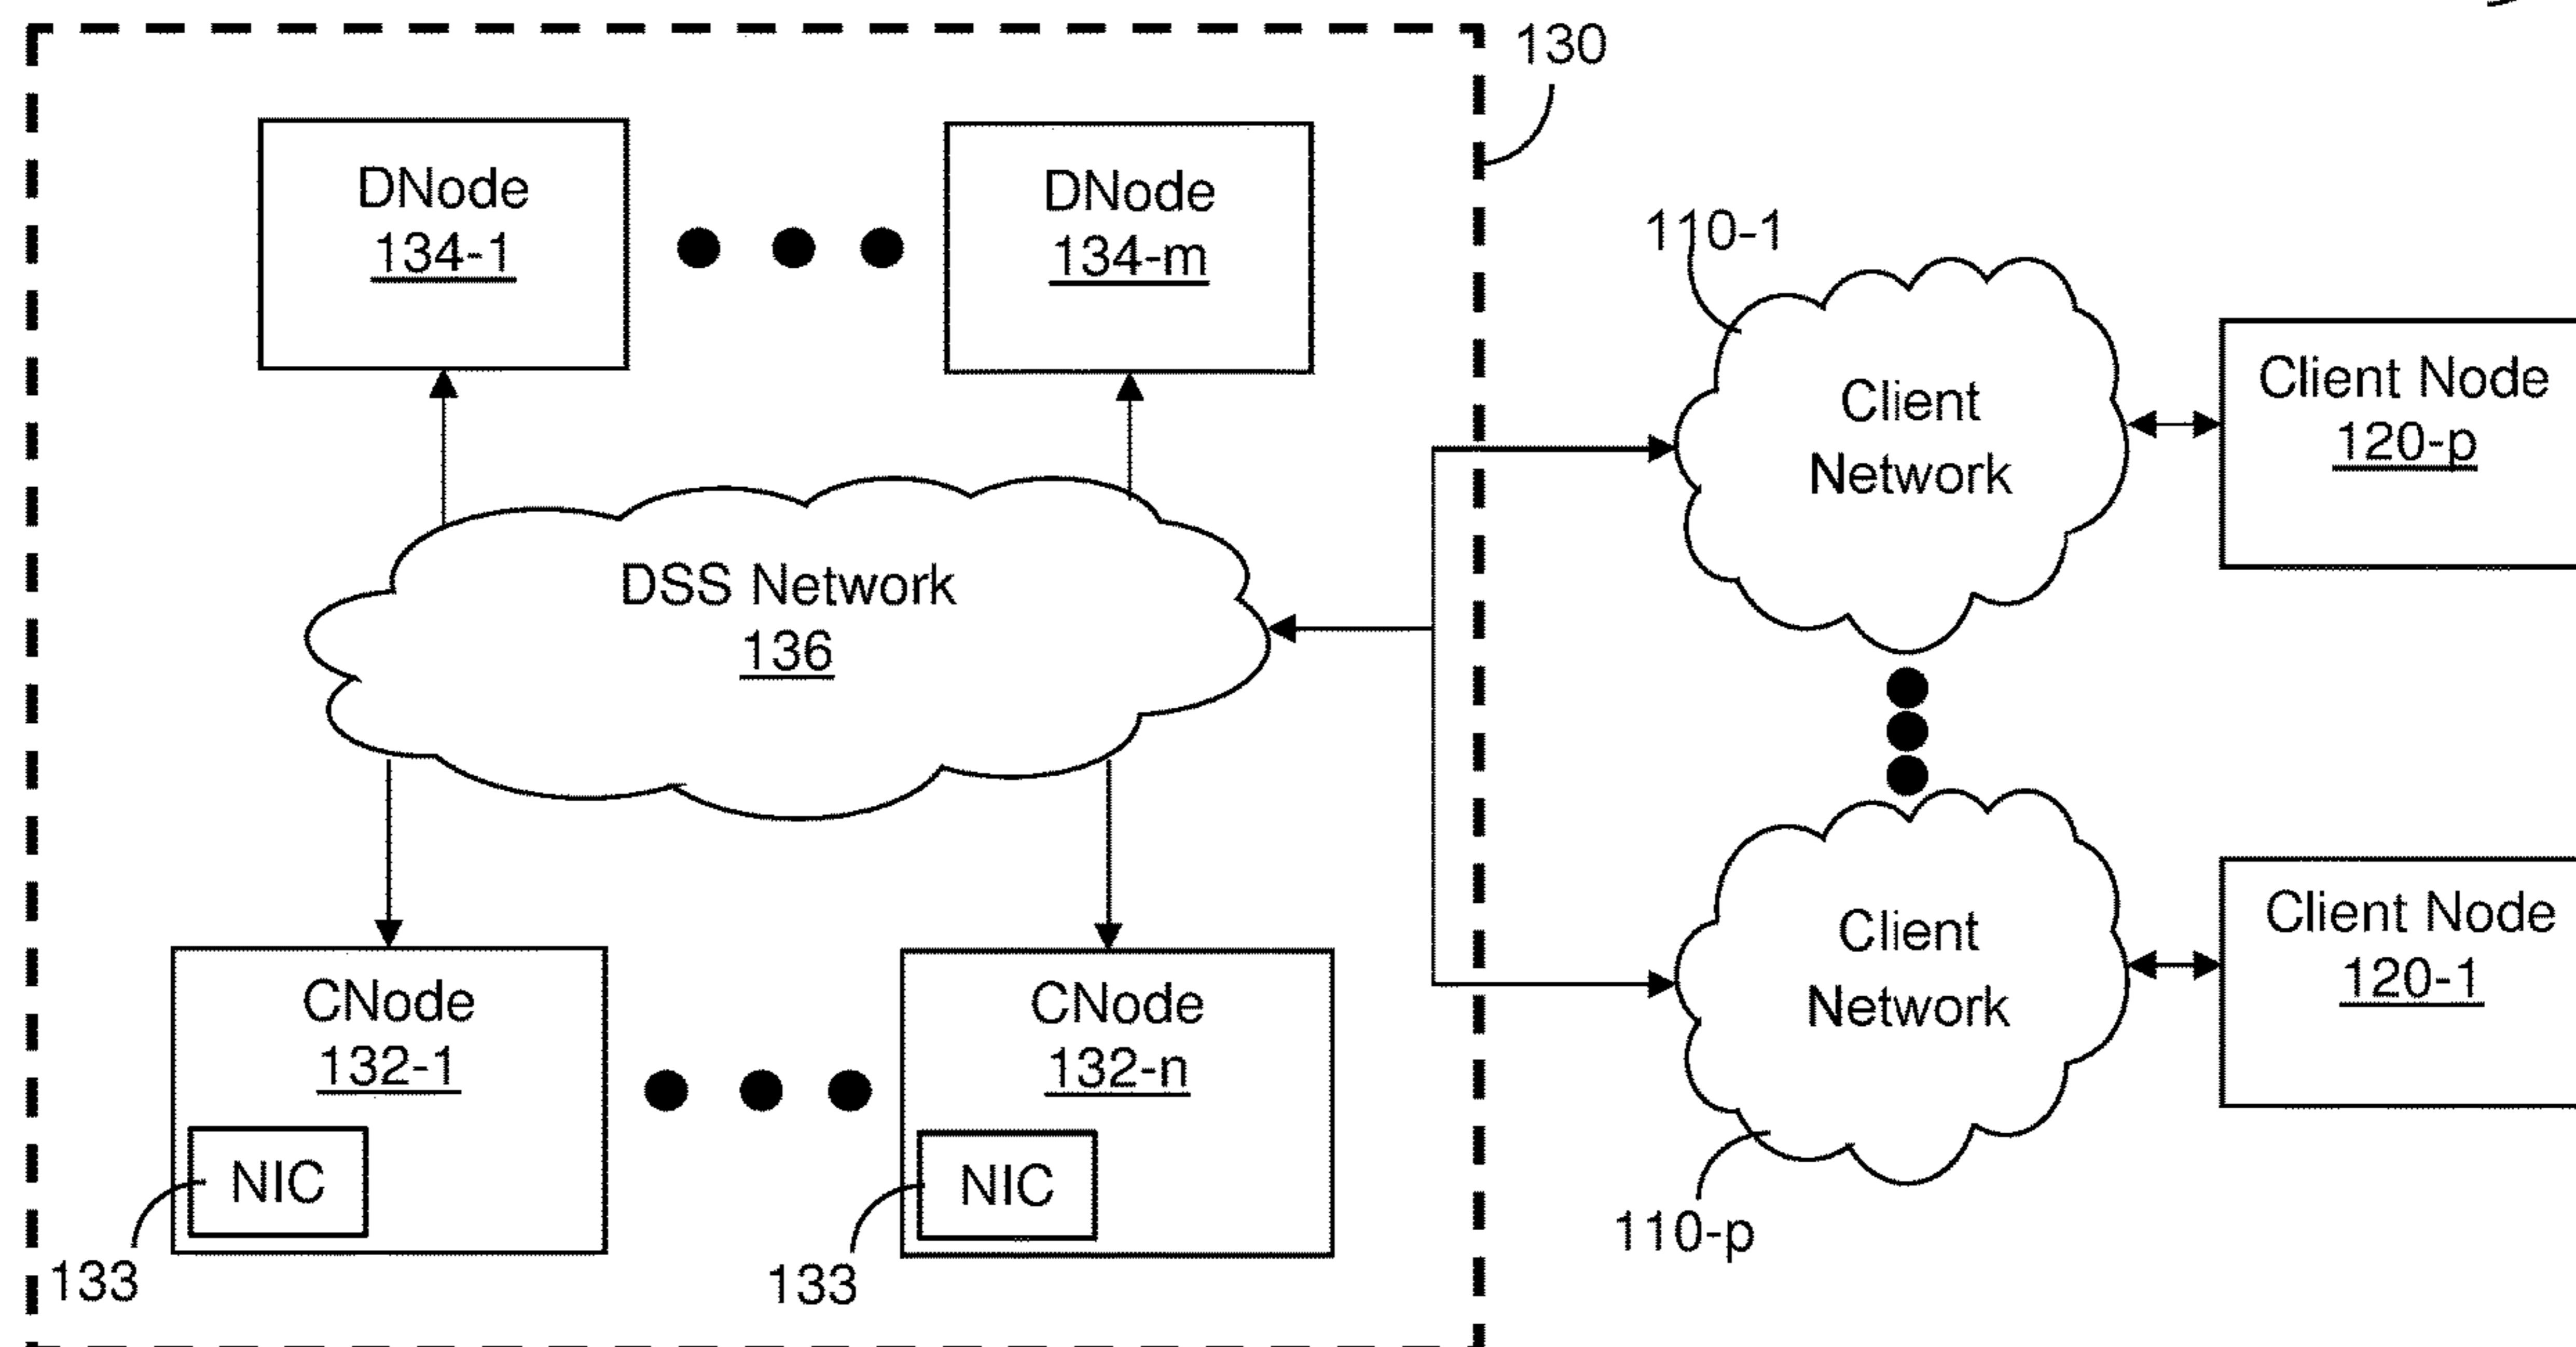 130
DNode
134-1
DNode
134-m
110-1
Client
Network
Client Node
120-p
DSS Network
136
Client
Network
Client Node
120-1
CNode
132-1
CNode
132-n
NIC
NIC
133
133
110-p